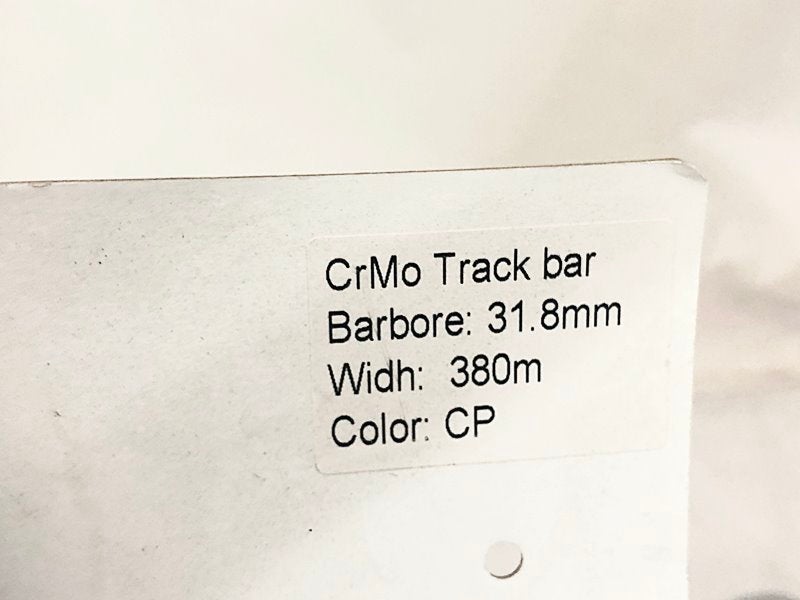 CrMo Track bar
Barbore: 31.8mm
Widh: 380m
Color: CP